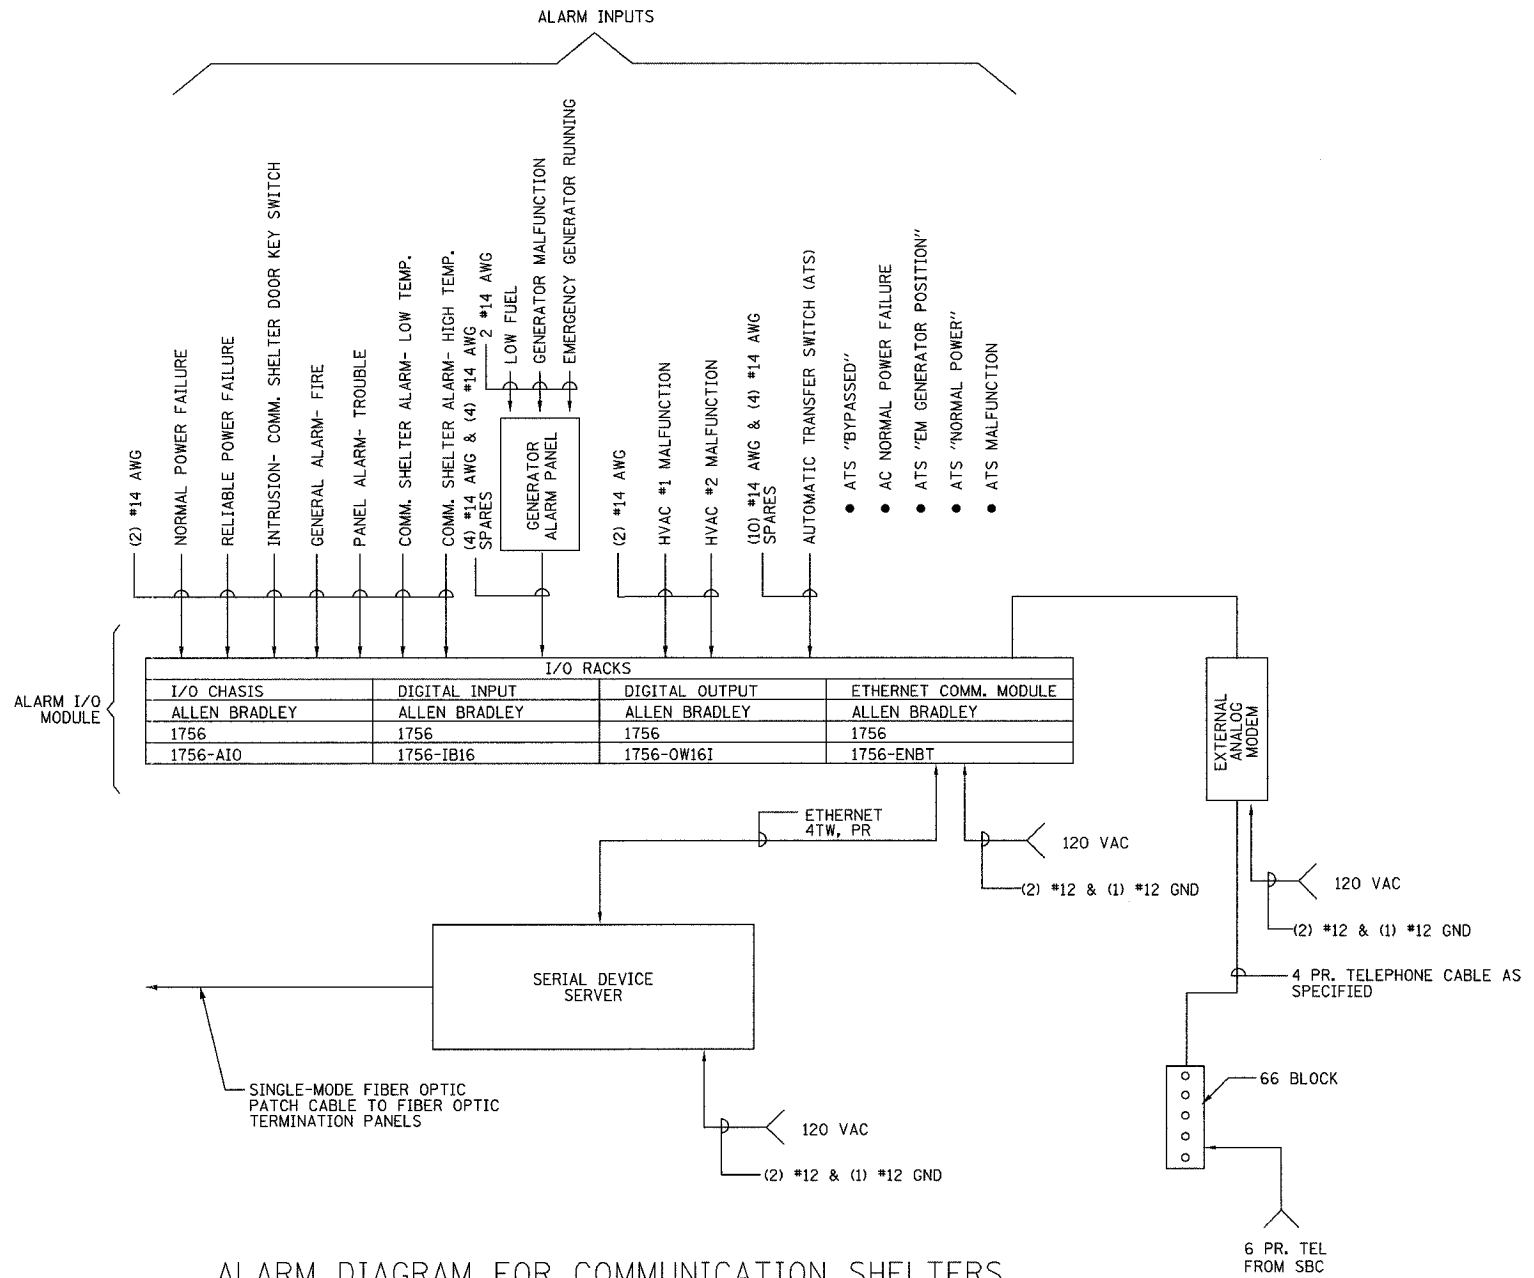 ALARM INPUTS
(2) #14 AWG
NORMAL POWER FAILURE
RELIABLE POWER FAILURE
INTRUSION- COMM. SHELTER DOOR KEY SWITCH
GENERAL ALARM- FIRE
PANEL ALARM- TROUBLE
COMM. SHELTER ALARM- LOW TEMP.
COMM. SHELTER ALARM- HIGH TEMP.
(4) #14 AWG & (4) #14 AWG
SPARES
2 #14 AWG
LOW FUEL
GENERATOR MALFUNCTION
EMERGENCY GENERATOR RUNNING
GENERATOR
ALARM PANEL
(2) #14 AWG
HVAC #1 MALFUNCTION
HVAC #2 MALFUNCTION
(10) #14 AWG & (4) #14 AWG
SPARES
AUTOMATIC TRANSFER SWITCH (ATS)
● ATS "BYPASSED"
● AC NORMAL POWER FAILURE
● ATS "EM GENERATOR POSITION"
● ATS "NORMAL POWER"
● ATS MALFUNCTION
ALARM I/O
MODULE
I/O RACKS
I/O CHASIS DIGITAL INPUT DIGITAL OUTPUT ETHERNET COMM. MODULE
ALLEN BRADLEY ALLEN BRADLEY ALLEN BRADLEY ALLEN BRADLEY
1756 1756 1756 1756
1756-A10 1756-IB16 1756-OW16I 1756-ENBT
EXTERNAL
ANALOG
MODEM
ETHERNET
4TW, PR
120 VAC
(2) #12 & (1) #12 GND
120 VAC
(2) #12 & (1) #12 GND
4 PR. TELEPHONE CABLE AS
SPECIFIED
SERIAL DEVICE
SERVER
SINGLE-MODE FIBER OPTIC
PATCH CABLE TO FIBER OPTIC
TERMINATION PANELS
120 VAC
(2) #12 & (1) #12 GND
66 BLOCK
6 PR. TEL
FROM SBC
ALARM DIAGRAM FOR COMMUNICATION SHELTERS